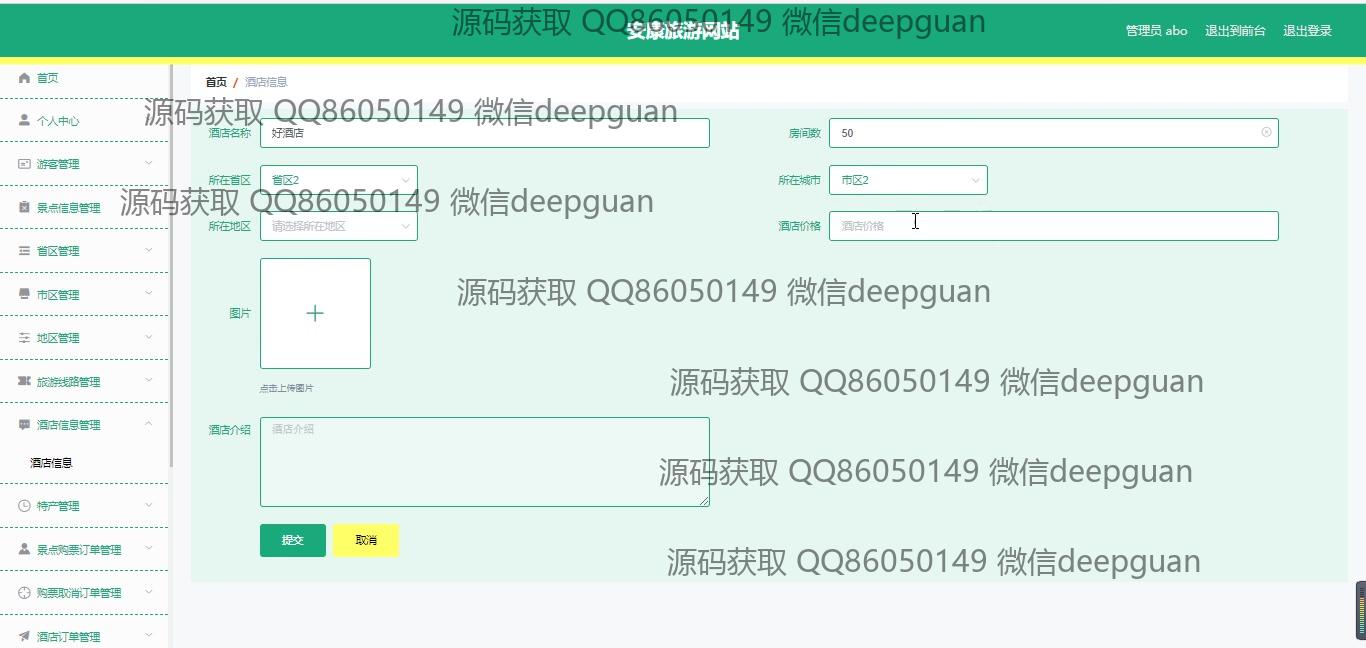 源码获取 QQ86050149 微信deepguan
安康旅游网站
管理员 abo 退出到前台 退出登录
首页
个人中心
游客管理
景点信息管理
省区管理
市区管理
地区管理
旅游线路管理
酒店信息管理
酒店信息
特产管理
景点购票订单管理
购票取消订单管理
酒店订单管理
首页 / 酒店信息
源码获取 QQ86050149 微信deepguan
酒店名称 好酒店 房间数 50
所在省区 省区2 所在城市 市区2
源码获取 QQ86050149 微信deepguan
所在地区 请选择所在地区 酒店价格 酒店价格
源码获取 QQ86050149 微信deepguan
图片
源码获取 QQ86050149 微信deepguan
点击上传图片
酒店介绍 酒店介绍
源码获取 QQ86050149 微信deepguan
提交 取消
源码获取 QQ86050149 微信deepguan